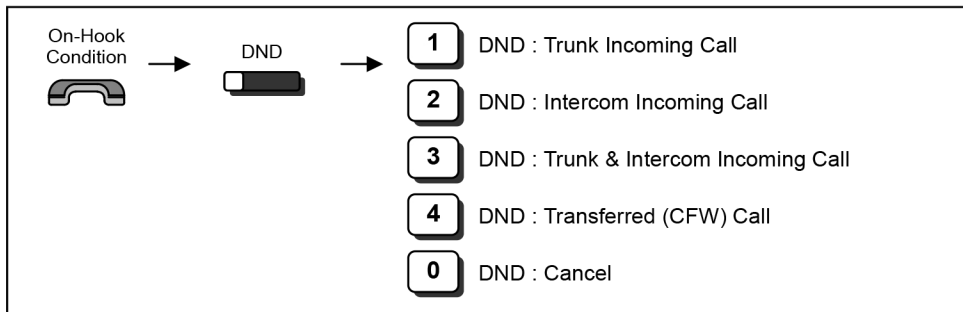 On-Hook
Condition
DND
1 DND : Trunk Incoming Call
2 DND : Intercom Incoming Call
3 DND : Trunk & Intercom Incoming Call
4 DND : Transferred (CFW) Call
0 DND : Cancel